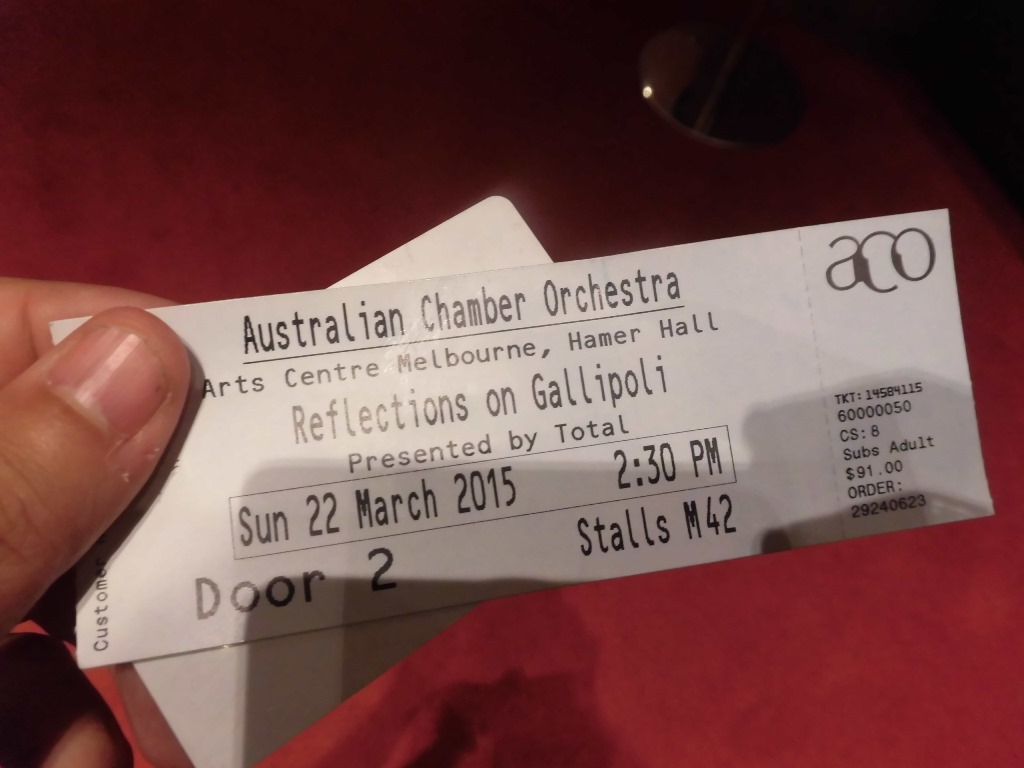 Australian Chamber Orchestra
Arts Centre Melbourne, Hamer Hall
Reflections on Gallipoli
Presented by Total
Sun 22 March 2015 2:30 PM
Door 2 Stalls M42
aco
TKT: 14584115
60000050
CS: 8
Subs Adult
$91.00
ORDER:
29240623
Customer